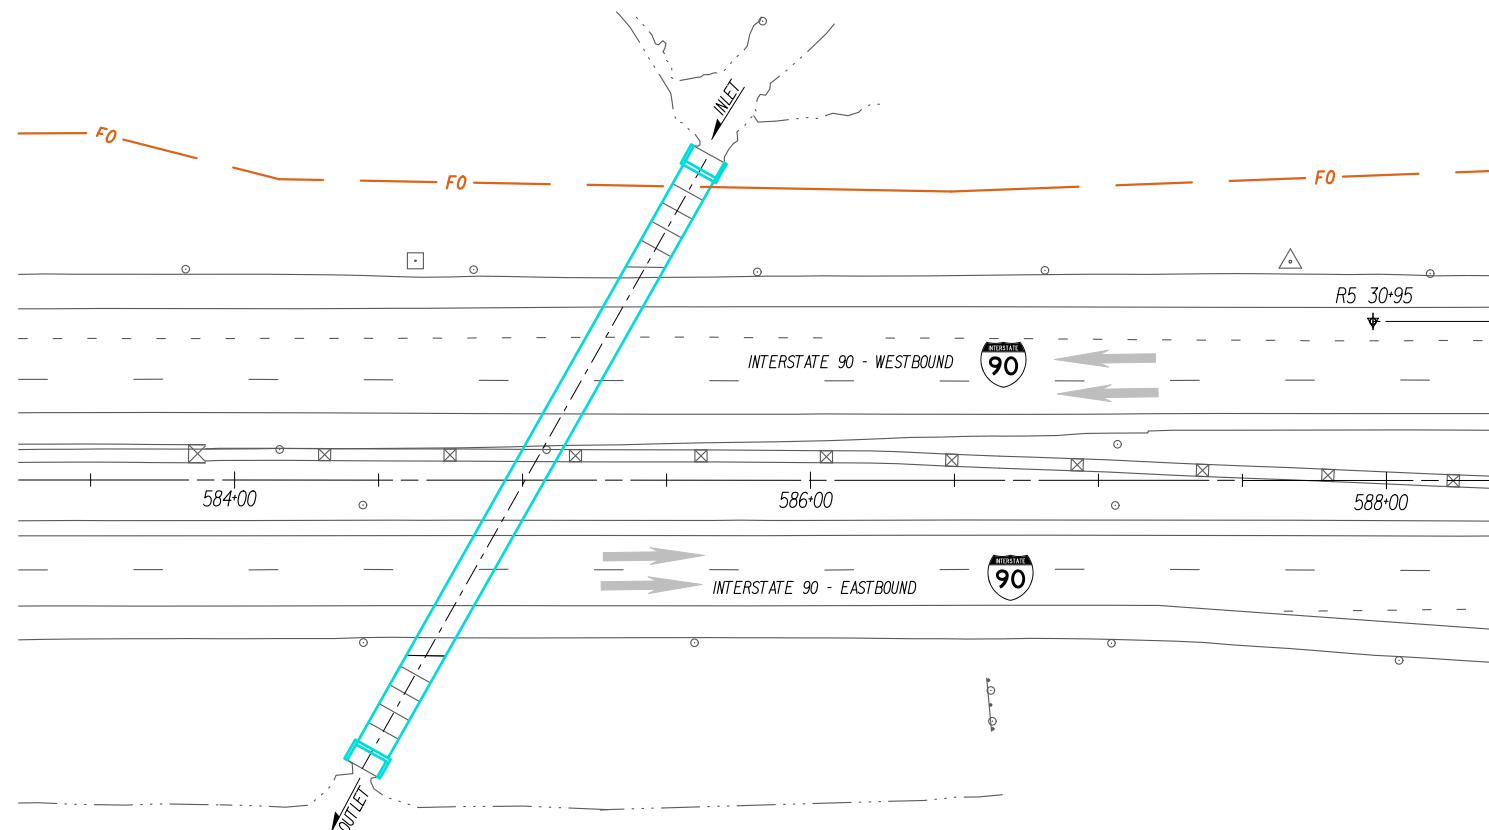 INLET
FO
FO
FO
R5 30+95
INTERSTATE 90 - WESTBOUND
INTERSTATE
90
584+00
586+00
588+00
INTERSTATE 90 - EASTBOUND
INTERSTATE
90
OUTLET